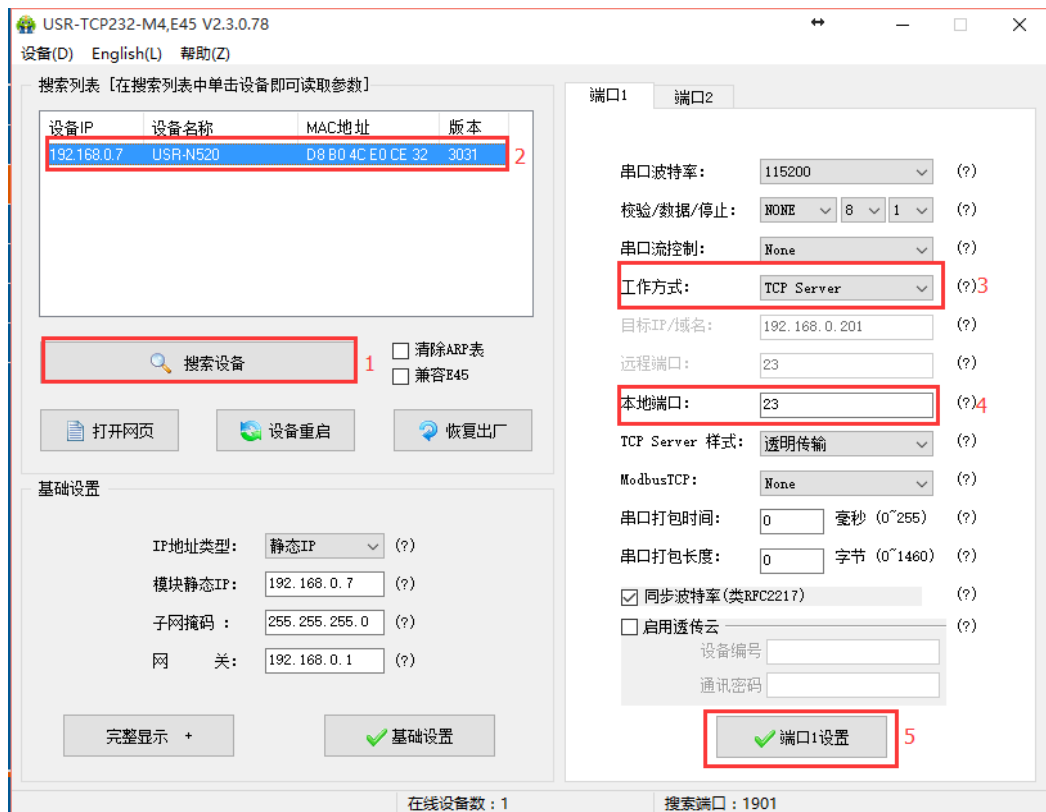 USR-TCP232-M4,E45 V2.3.0.78
设备(D) English(L) 帮助(Z)
搜索列表 [在搜索列表中单击设备即可读取参数]
设备IP 设备名称 MAC地址 版本
192.168.0.7 USR-N520 D8 B0 4C E0 CE 32 3031 2
搜索设备 1
清除ARP表
兼容E45
打开网页 设备重启 恢复出厂
基础设置
IP地址类型: 静态IP (?)
模块静态IP: 192.168.0.7 (?)
子网掩码 : 255.255.255.0 (?)
网 关: 192.168.0.1 (?)
完整显示 + 基础设置
端口1 端口2
串口波特率: 115200 (?)
校验/数据/停止: NONE 8 1 (?)
串口流控制: None (?)
工作方式: TCP Server (?)3
目标IP/域名: 192.168.0.201 (?)
远程端口: 23 (?)
本地端口: 23 (?)4
TCP Server 样式: 透明传输 (?)
ModbusTCP: None (?)
串口打包时间: 0 毫秒 (0~255) (?)
串口打包长度: 0 字节 (0~1460) (?)
同步波特率(类RFC2217) (?)
启用透传云 (?)
设备编号
通讯密码
端口1设置 5
在线设备数：1 搜索端口：1901